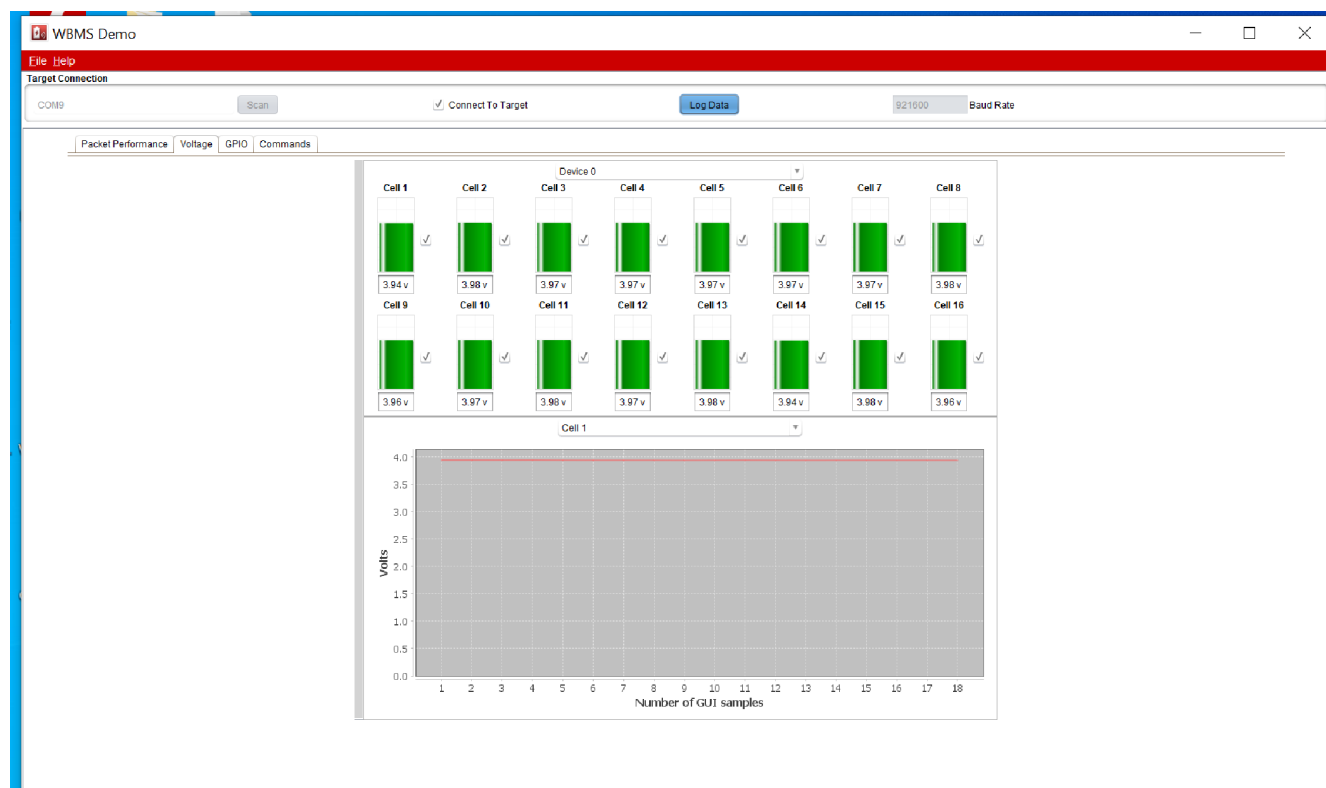 WBMS Demo
File Help
Target Connection
COM9 Scan Connect To Target Log Data 921600 Baud Rate
Packet Performance Voltage GPIO Commands
Device 0
Cell 1 Cell 2 Cell 3 Cell 4 Cell 5 Cell 6 Cell 7 Cell 8
3.94 v 3.98 v 3.97 v 3.97 v 3.97 v 3.97 v 3.97 v 3.98 v
Cell 9 Cell 10 Cell 11 Cell 12 Cell 13 Cell 14 Cell 15 Cell 16
3.96 v 3.97 v 3.98 v 3.97 v 3.98 v 3.94 v 3.98 v 3.96 v
Cell 1
4.0
3.5
3.0
2.5
2.0
1.5
1.0
0.5
0.0
Volts
1 2 3 4 5 6 7 8 9 10 11 12 13 14 15 16 17 18
Number of GUI samples